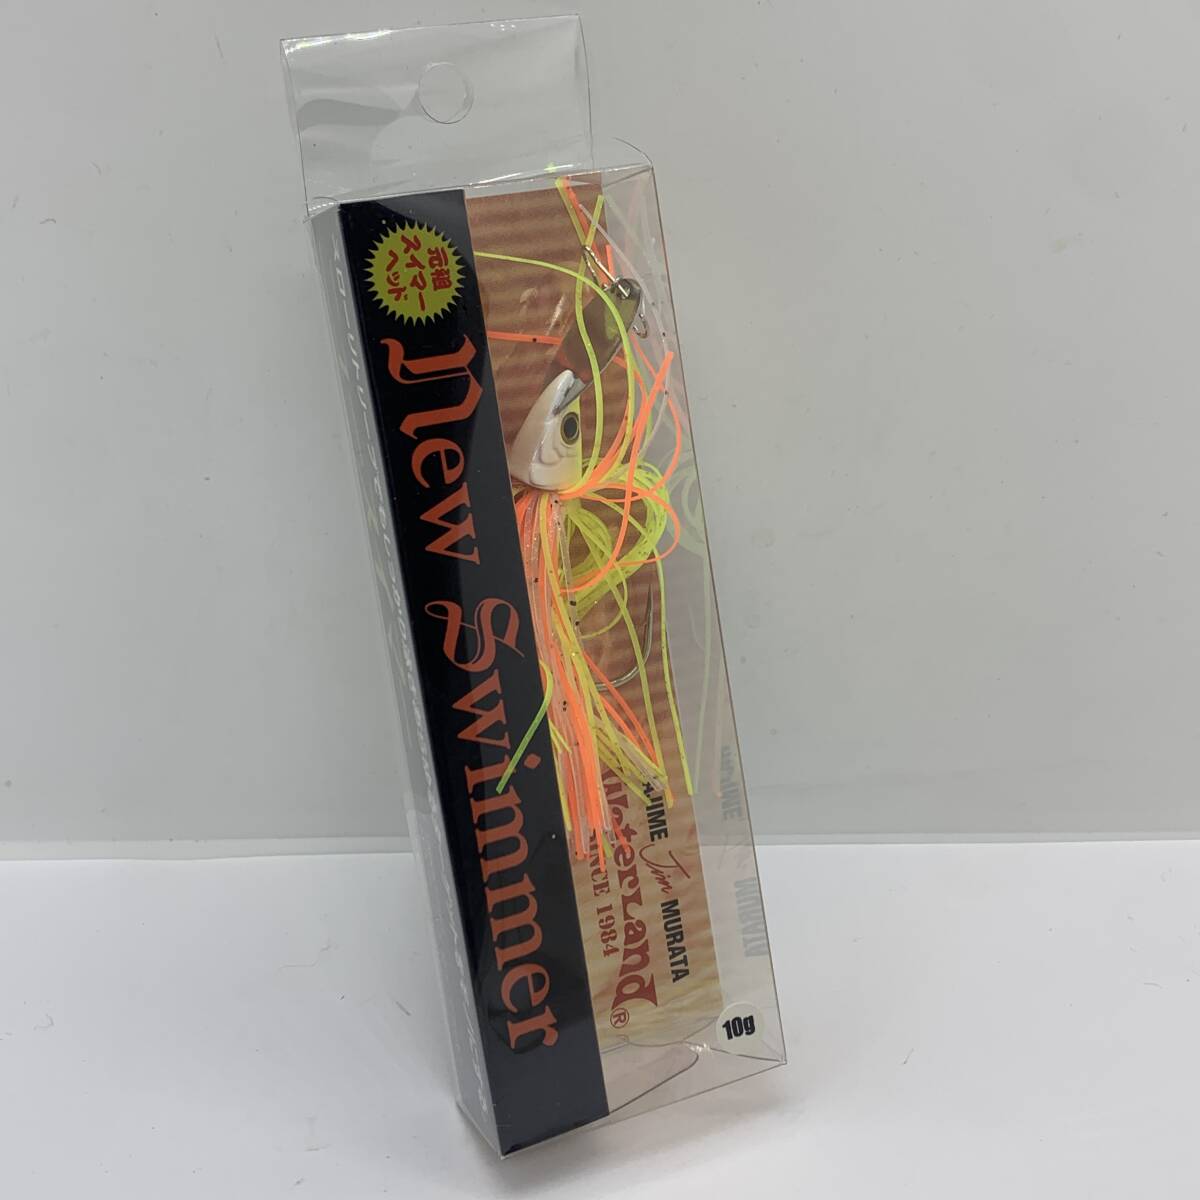 元祖
スイマー
ヘッド
New Swimmer
HAJIME Jim MURATA
WaterLand®
SINCE 1984
10g